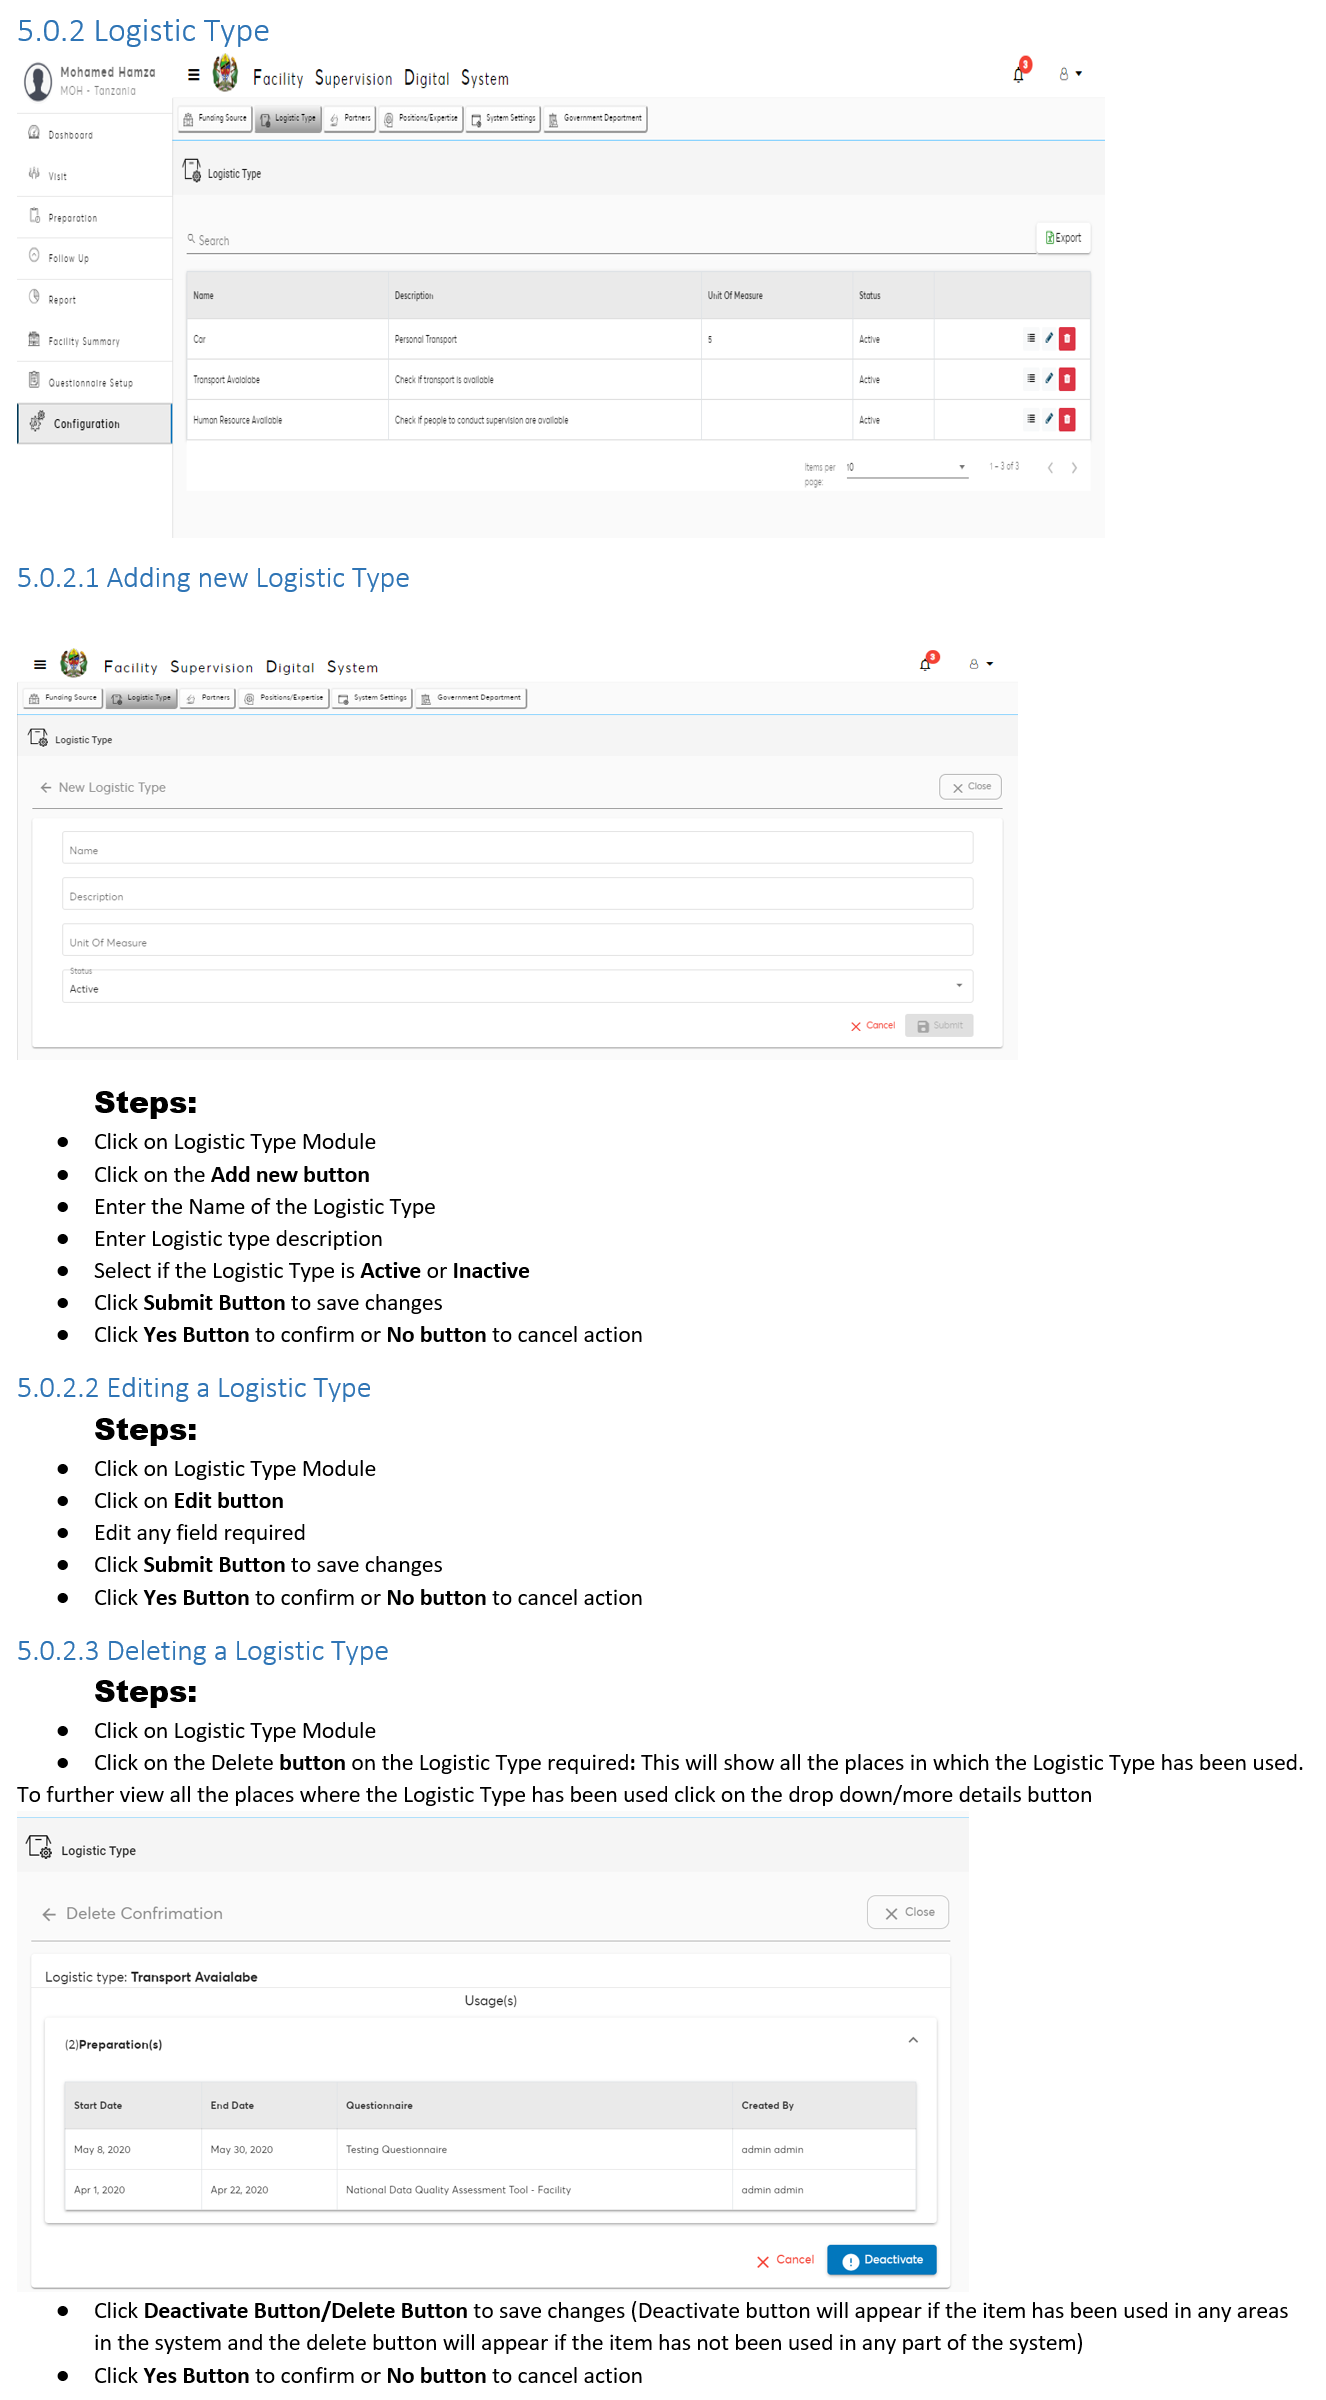 5.0.2 Logistic Type
Mohamed Hamza
MOH - Tanzania
Facility Supervision Digital System
3
Funding Source Logistic Type Partners Positions/Expertise System Settings Government Department
Dashboard
Visit
Preparation
Follow Up
Report
Facility Summary
Questionnaire Setup
Configuration
Logistic Type
Search
Export
Name Description Unit Of Measure Status
Car Personal Transport 5 Active
Transport Avaialabe Check if transport is available Active
Human Resource Available Check if people to conduct supervision are available Active
Items per page: 10 1 – 3 of 3
5.0.2.1 Adding new Logistic Type
Facility Supervision Digital System
3
Funding Source Logistic Type Partners Positions/Expertise System Settings Government Department
Logistic Type
New Logistic Type
Close
Name
Description
Unit Of Measure
Status
Active
Cancel Submit
Steps:
● Click on Logistic Type Module
● Click on the Add new button
● Enter the Name of the Logistic Type
● Enter Logistic type description
● Select if the Logistic Type is Active or Inactive
● Click Submit Button to save changes
● Click Yes Button to confirm or No button to cancel action
5.0.2.2 Editing a Logistic Type
Steps:
● Click on Logistic Type Module
● Click on Edit button
● Edit any field required
● Click Submit Button to save changes
● Click Yes Button to confirm or No button to cancel action
5.0.2.3 Deleting a Logistic Type
Steps:
● Click on Logistic Type Module
● Click on the Delete button on the Logistic Type required: This will show all the places in which the Logistic Type has been used.
To further view all the places where the Logistic Type has been used click on the drop down/more details button
Logistic Type
Delete Confrimation
Close
Logistic type: Transport Avaialabe
Usage(s)
(2)Preparation(s)
Start Date End Date Questionnaire Created By
May 8, 2020 May 30, 2020 Testing Questionnaire admin admin
Apr 1, 2020 Apr 22, 2020 National Data Quality Assessment Tool - Facility admin admin
Cancel Deactivate
● Click Deactivate Button/Delete Button to save changes (Deactivate button will appear if the item has been used in any areas
in the system and the delete button will appear if the item has not been used in any part of the system)
● Click Yes Button to confirm or No button to cancel action